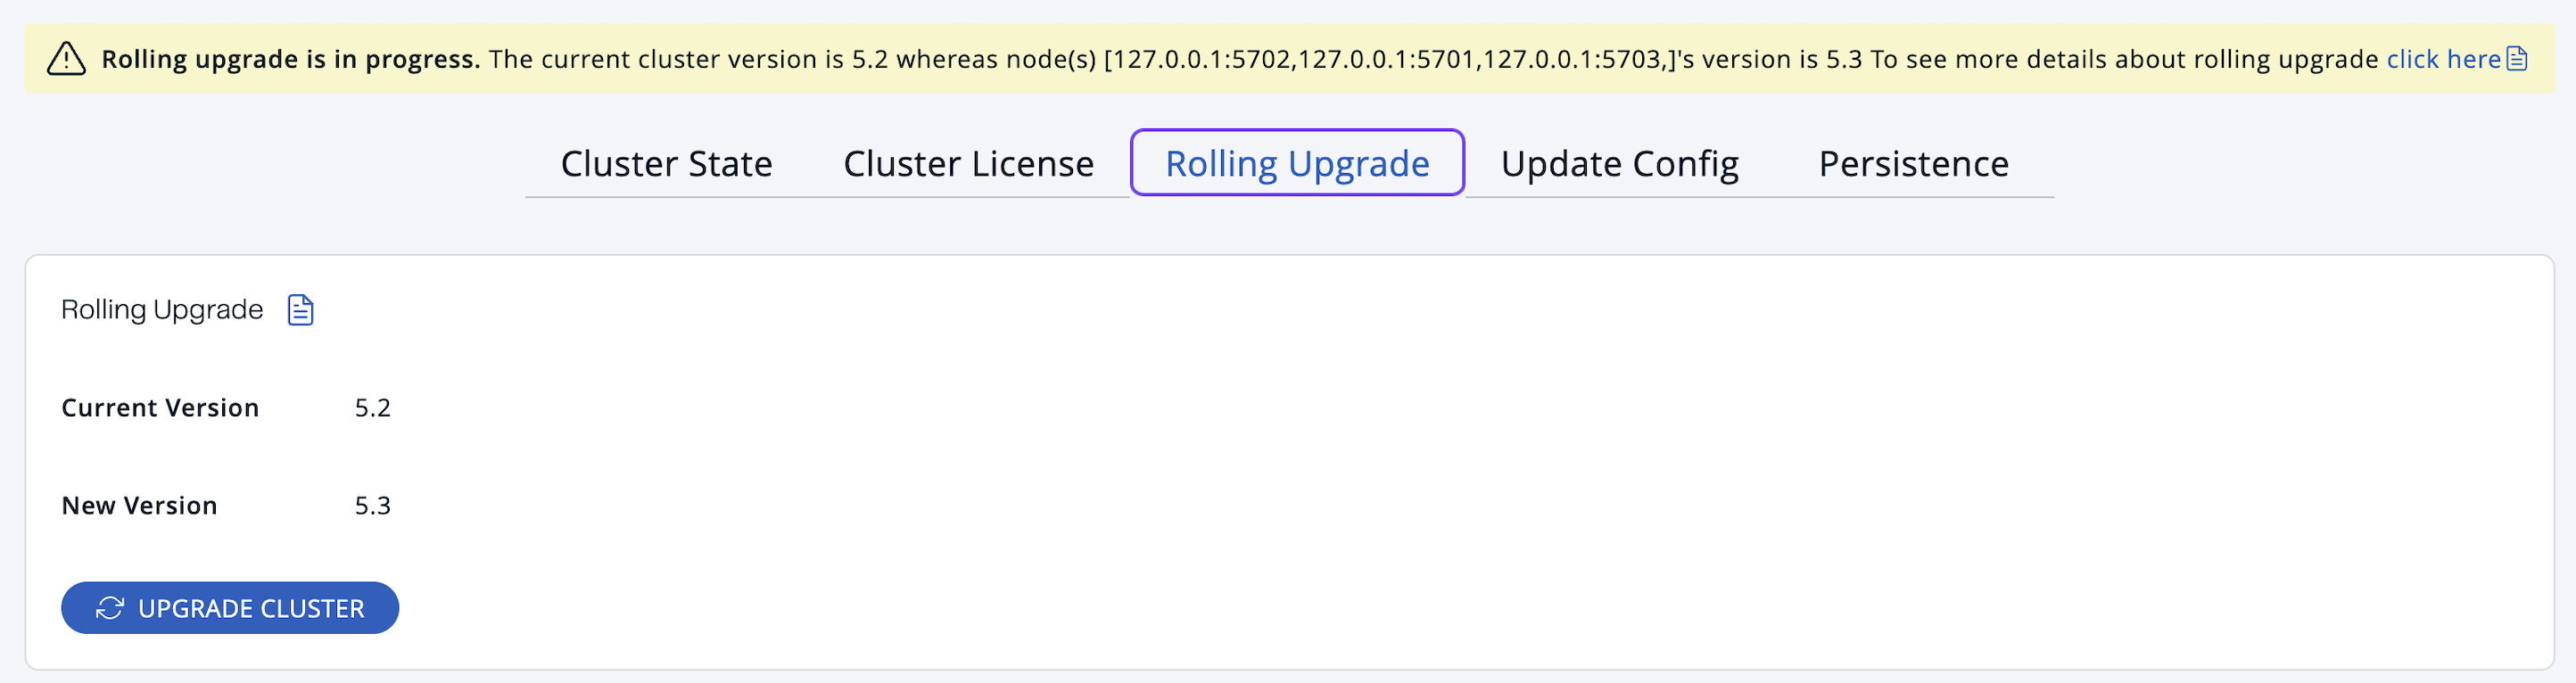 Rolling upgrade is in progress. The current cluster version is 5.2 whereas node(s) [127.0.0.1:5702,127.0.0.1:5701,127.0.0.1:5703,]'s version is 5.3 To see more details about rolling upgrade click here
Cluster State Cluster License Rolling Upgrade Update Config Persistence
Rolling Upgrade
Current Version 5.2
New Version 5.3
UPGRADE CLUSTER